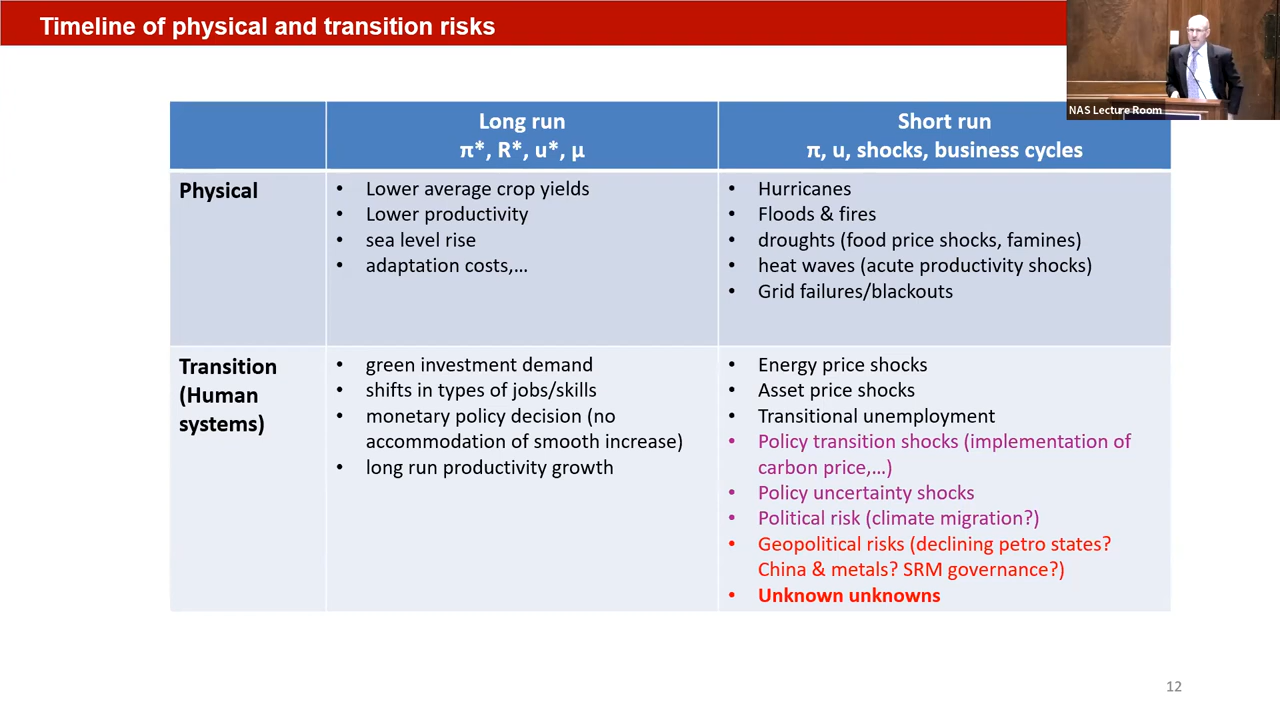 Timeline of physical and transition risks
NAS Lecture Room
Long run
π*, R*, u*, μ
Short run
π, u, shocks, business cycles
Physical
• Lower average crop yields
• Lower productivity
• sea level rise
• adaptation costs,…
• Hurricanes
• Floods & fires
• droughts (food price shocks, famines)
• heat waves (acute productivity shocks)
• Grid failures/blackouts
Transition
(Human
systems)
• green investment demand
• shifts in types of jobs/skills
• monetary policy decision (no
accommodation of smooth increase)
• long run productivity growth
• Energy price shocks
• Asset price shocks
• Transitional unemployment
• Policy transition shocks (implementation of
carbon price,…)
• Policy uncertainty shocks
• Political risk (climate migration?)
• Geopolitical risks (declining petro states?
China & metals? SRM governance?)
• Unknown unknowns
12